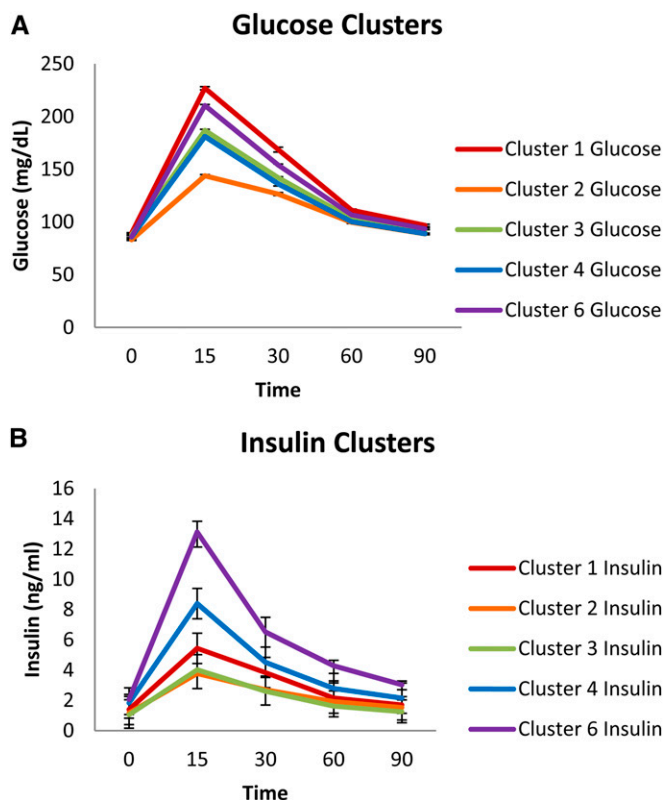 A
Glucose Clusters
250
200
150
100
50
0
Glucose (mg/dL)
0 15 30 60 90
Time
Cluster 1 Glucose
Cluster 2 Glucose
Cluster 3 Glucose
Cluster 4 Glucose
Cluster 6 Glucose
B
Insulin Clusters
16
14
12
10
8
6
4
2
0
Insulin (ng/ml)
0 15 30 60 90
Time
Cluster 1 Insulin
Cluster 2 Insulin
Cluster 3 Insulin
Cluster 4 Insulin
Cluster 6 Insulin